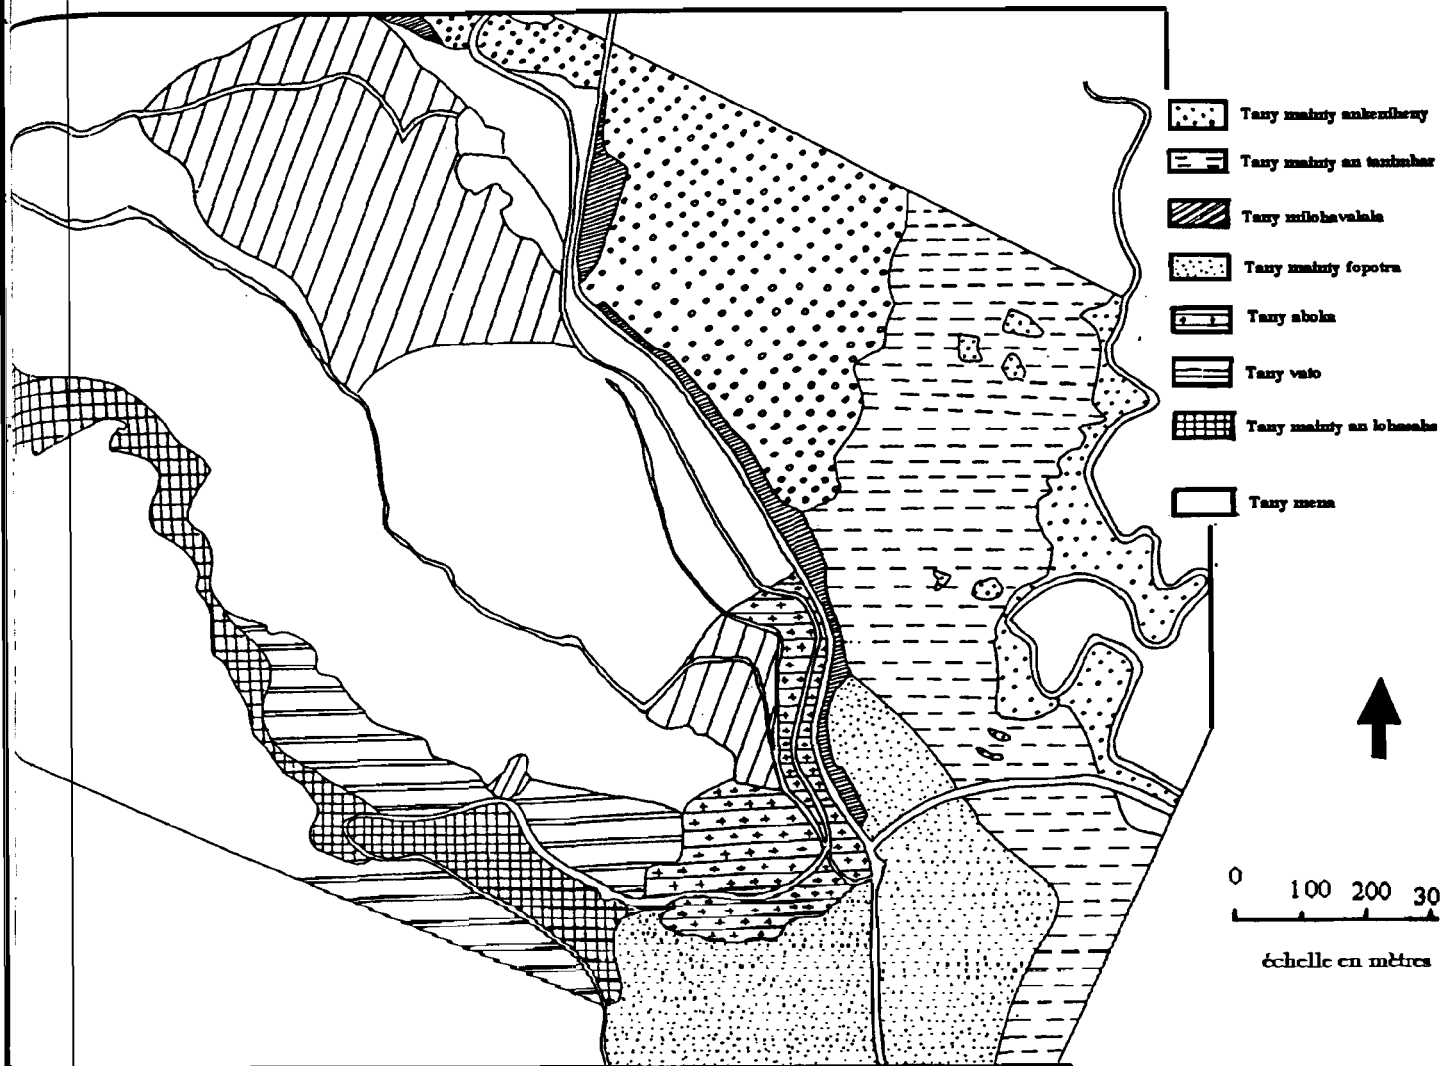 Tany mainty ankeniheny
Tany mainty an
Tany milohavalala
Tany mainty fopotra
Tany aboka
Tany vato
Tany mainty an lohasaha
Tany mena
0 100 200 30
échelle en mètres